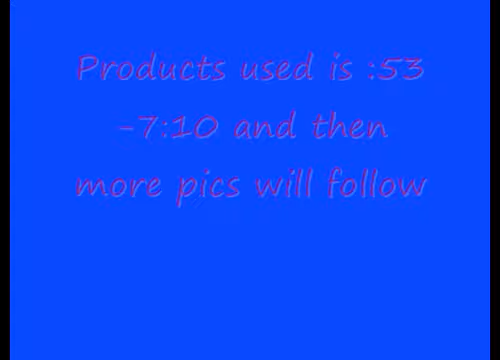 Products used is :53
-7:10 and then
more pics will follow